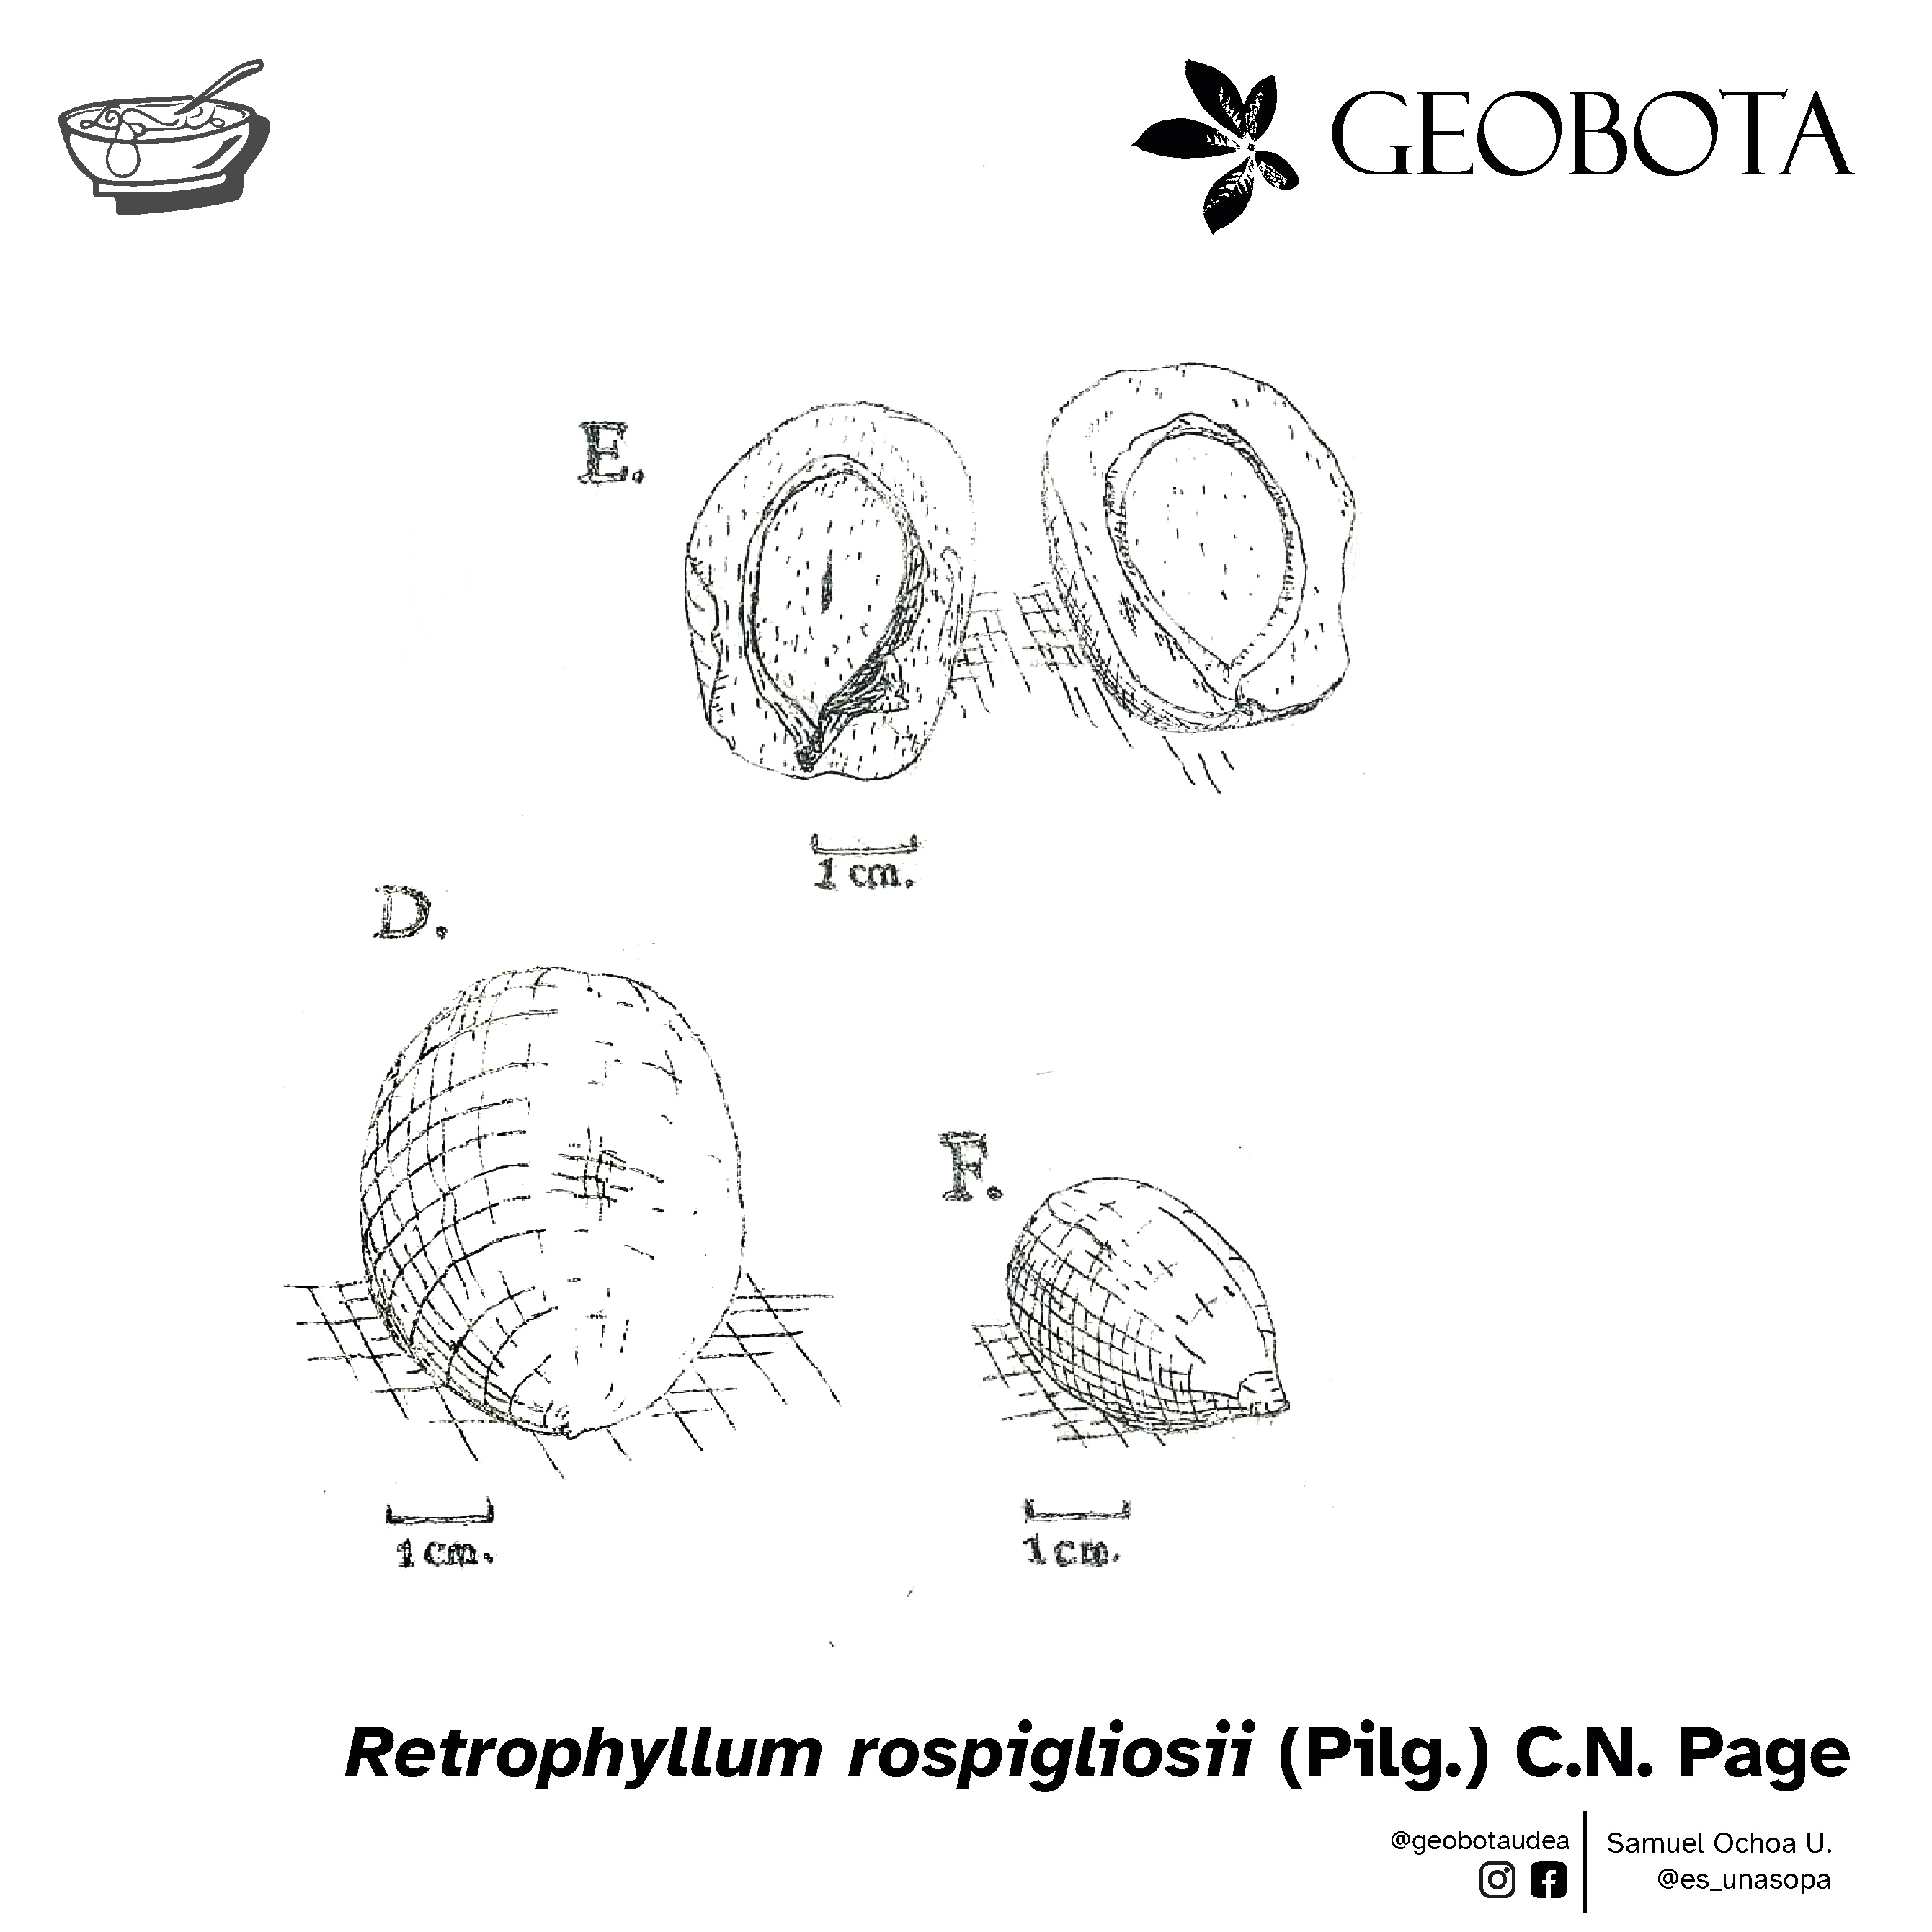 GEOBOTA
E.
1 cm.
D.
F.
1 cm.
1 cm.
Retrophyllum rospigliosii (Pilg.) C.N. Page
@geobotaudea
Samuel Ochoa U.
@es_unasopa